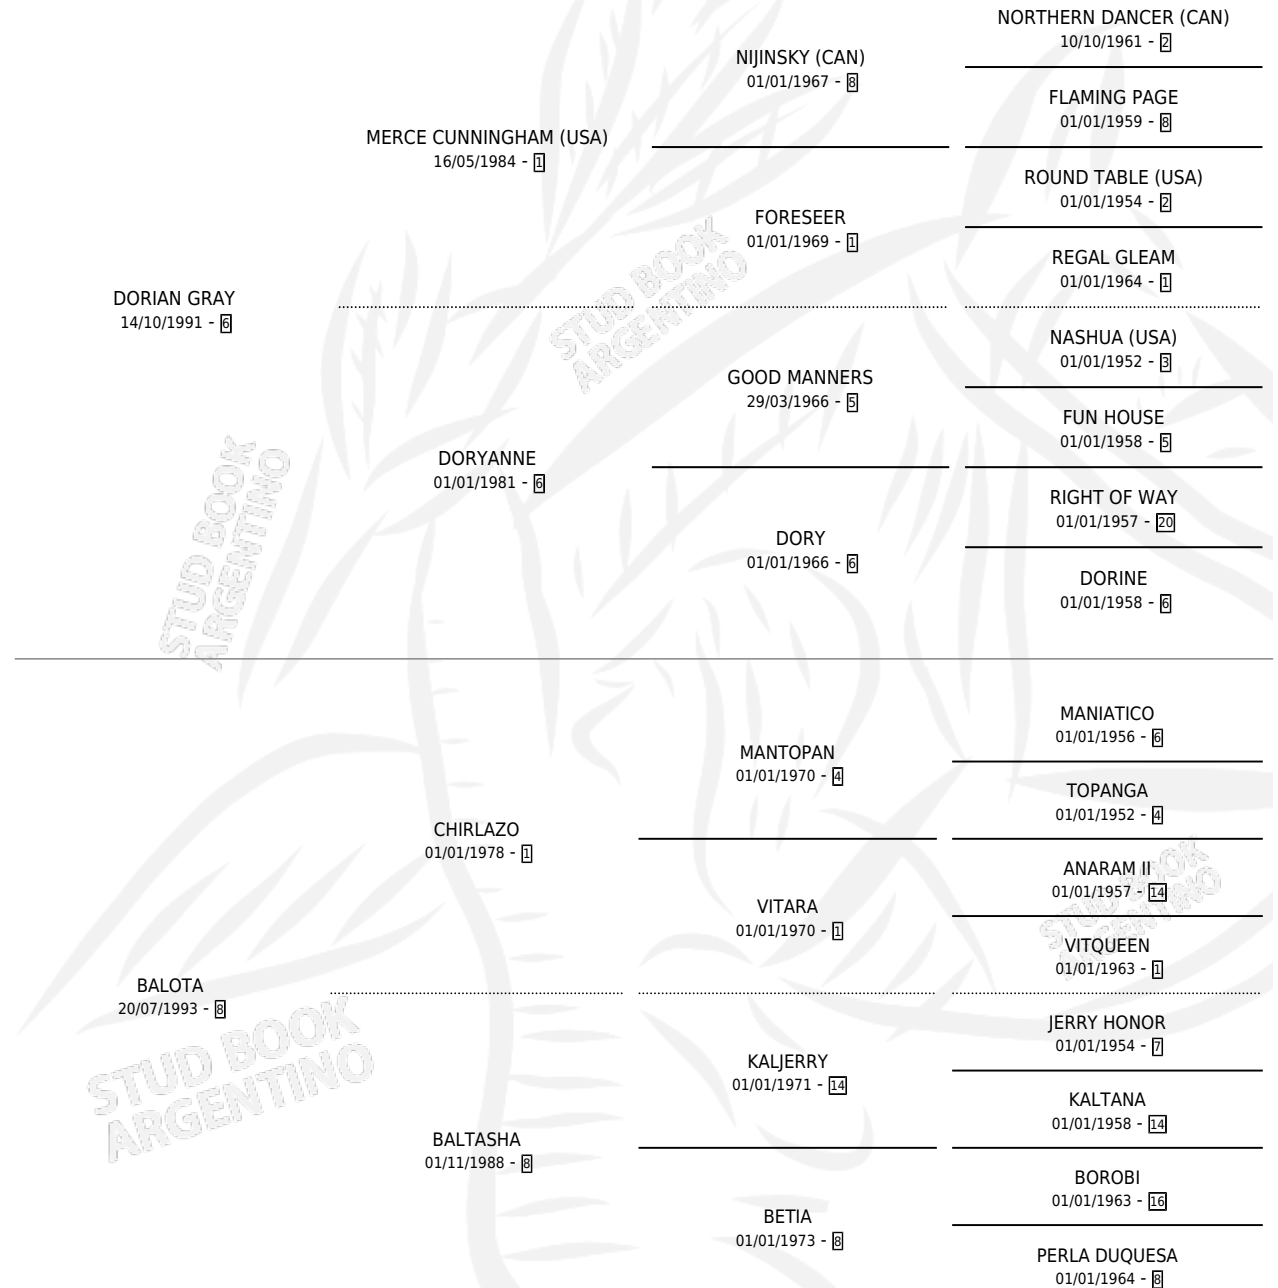 NORTHERN DANCER (CAN)
10/10/1961 - 2
NIJINSKY (CAN)
01/01/1967 - 8
FLAMING PAGE
01/01/1959 - 8
MERCE CUNNINGHAM (USA)
16/05/1984 - 1
ROUND TABLE (USA)
01/01/1954 - 2
FORESEER
01/01/1969 - 1
REGAL GLEAM
01/01/1964 - 1
DORIAN GRAY
14/10/1991 - 6
NASHUA (USA)
01/01/1952 - 3
GOOD MANNERS
29/03/1966 - 5
FUN HOUSE
01/01/1958 - 5
DORYANNE
01/01/1981 - 6
RIGHT OF WAY
01/01/1957 - 20
DORY
01/01/1966 - 6
DORINE
01/01/1958 - 6
STUD BOOK
ARGENTINO
STUD BOOK
ARGENTINO
MANIATICO
01/01/1956 - 6
MANTOPAN
01/01/1970 - 4
TOPANGA
01/01/1952 - 4
CHIRLAZO
01/01/1978 - 1
ANARAM II
01/01/1957 - 14
VITARA
01/01/1970 - 1
VITQUEEN
01/01/1963 - 1
STUD BOOK
ARGENTINO
BALOTA
20/07/1993 - 8
JERRY HONOR
01/01/1954 - 7
KALJERRY
01/01/1971 - 14
KALTANA
01/01/1958 - 14
BALTASHA
01/11/1988 - 8
BOROBI
01/01/1963 - 16
BETIA
01/01/1973 - 8
PERLA DUQUESA
01/01/1964 - 8
STUD BOOK
ARGENTINO